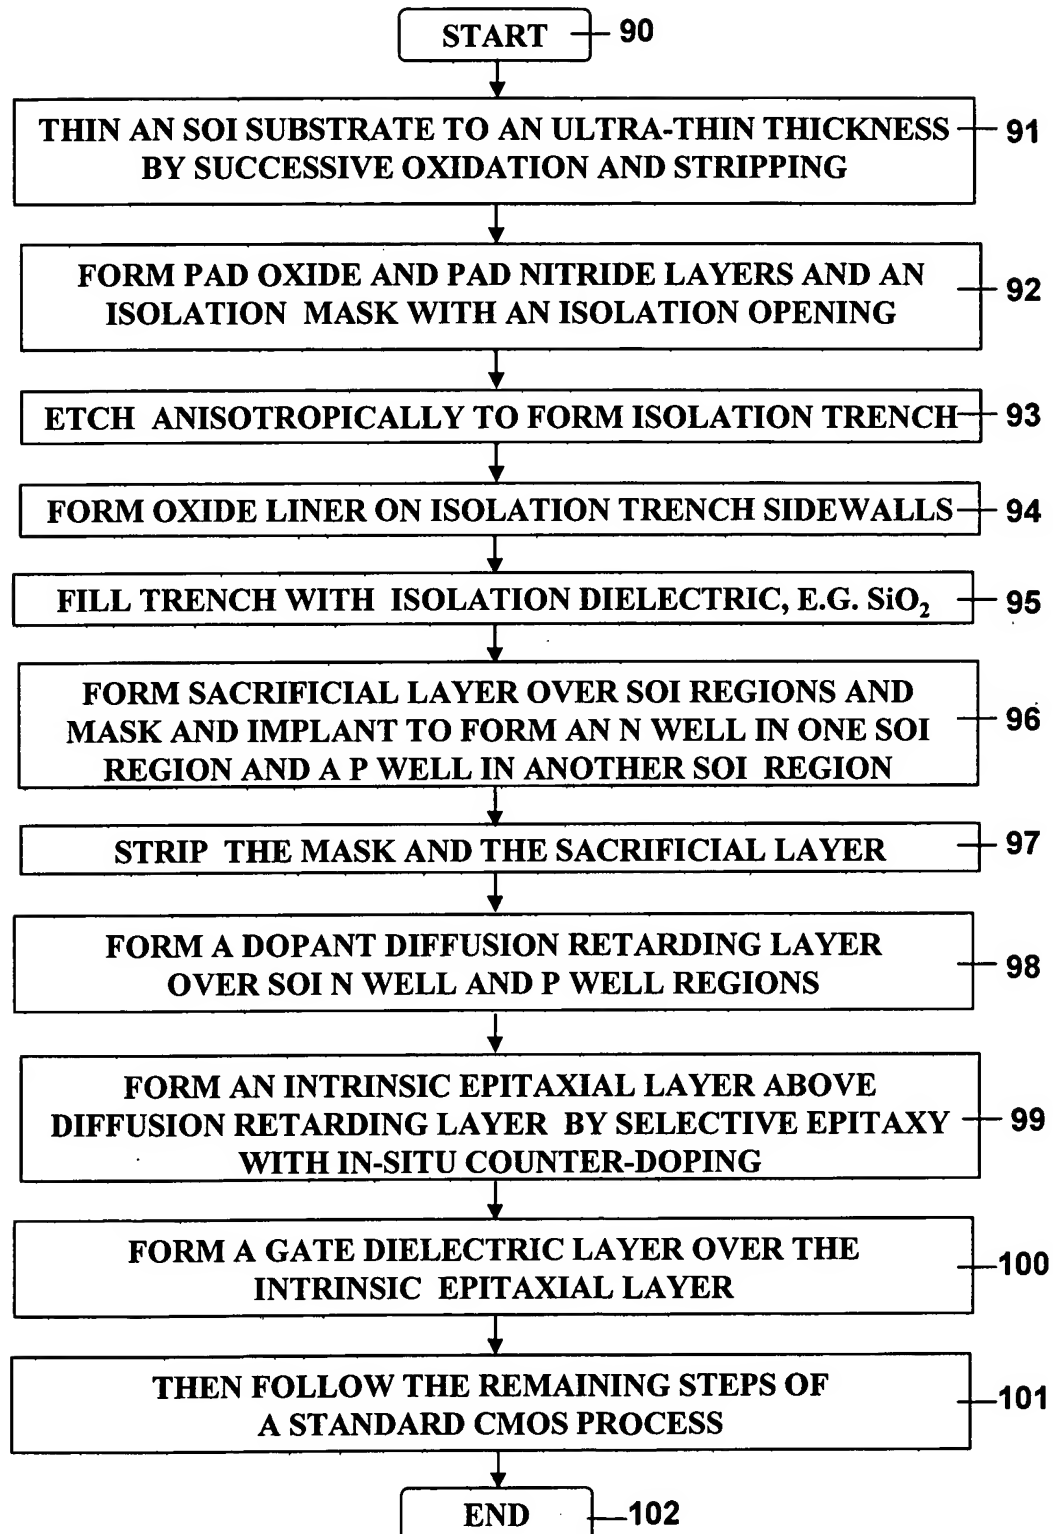 START 90
THIN AN SOI SUBSTRATE TO AN ULTRA-THIN THICKNESS 91
BY SUCCESSIVE OXIDATION AND STRIPPING
FORM PAD OXIDE AND PAD NITRIDE LAYERS AND AN 92
ISOLATION MASK WITH AN ISOLATION OPENING
ETCH ANISOTROPICALLY TO FORM ISOLATION TRENCH 93
FORM OXIDE LINER ON ISOLATION TRENCH SIDEWALLS 94
FILL TRENCH WITH ISOLATION DIELECTRIC, E.G. SiO₂ 95
FORM SACRIFICIAL LAYER OVER SOI REGIONS AND
MASK AND IMPLANT TO FORM AN N WELL IN ONE SOI 96
REGION AND A P WELL IN ANOTHER SOI REGION
STRIP THE MASK AND THE SACRIFICIAL LAYER 97
FORM A DOPANT DIFFUSION RETARDING LAYER 98
OVER SOI N WELL AND P WELL REGIONS
FORM AN INTRINSIC EPITAXIAL LAYER ABOVE
DIFFUSION RETARDING LAYER BY SELECTIVE EPITAXY 99
WITH IN-SITU COUNTER-DOPING
FORM A GATE DIELECTRIC LAYER OVER THE 100
INTRINSIC EPITAXIAL LAYER
THEN FOLLOW THE REMAINING STEPS OF 101
A STANDARD CMOS PROCESS
END 102